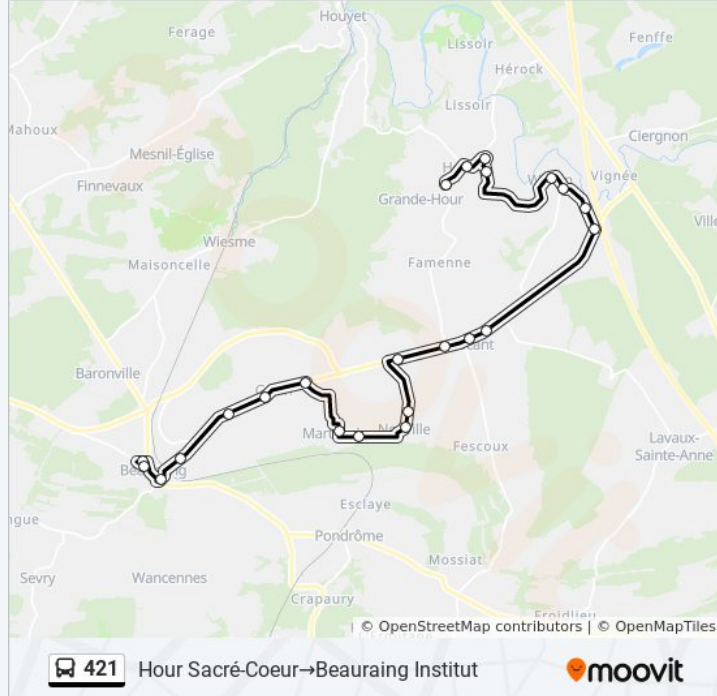 Houyet
Ferage
Fenffe
Lissoir
Hérock
Lissoir
Mahoux
Ciergnon
Mesnil-Église
Vignée
Finnevaux
Grande-Hour
Wiesme
Maisoncelle
Famenne
Baronville
Lavaux-
Sainte-Anne
Fescoux
Esclaye
Pondrôme
Mossiat
Sevry
Wancennes
Crapaury
Froidlieu
© OpenStreetMap contributors | © OpenMapTiles
421 Hour Sacré-Coeur→Beauraing Institut
moovit